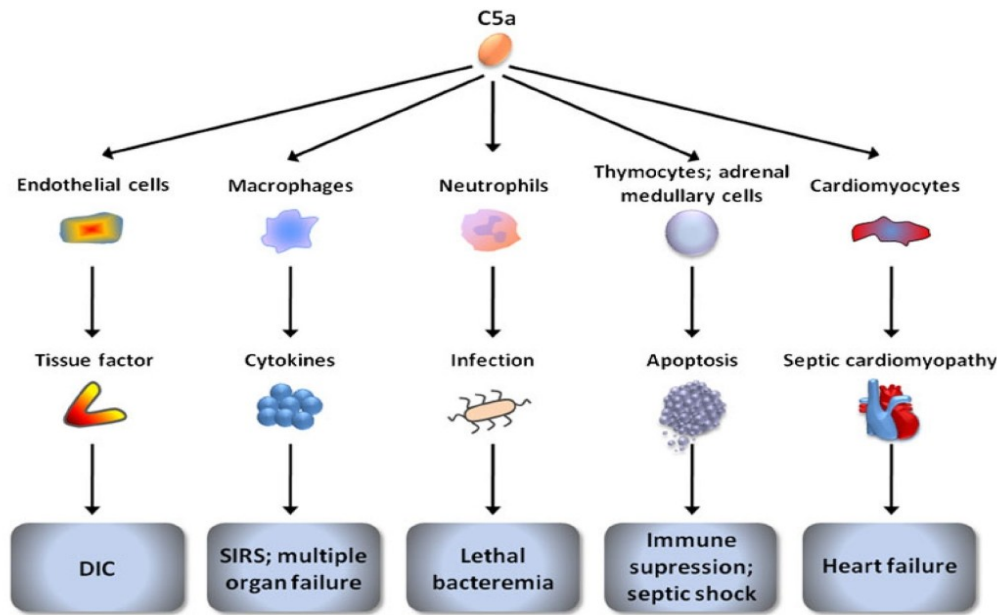 C5a
Endothelial cells
Macrophages
Neutrophils
Thymocytes; adrenal
medullary cells
Cardiomyocytes
Tissue factor
Cytokines
Infection
Apoptosis
Septic cardiomyopathy
DIC
SIRS; multiple
organ failure
Lethal
bacteremia
Immune
supression;
septic shock
Heart failure